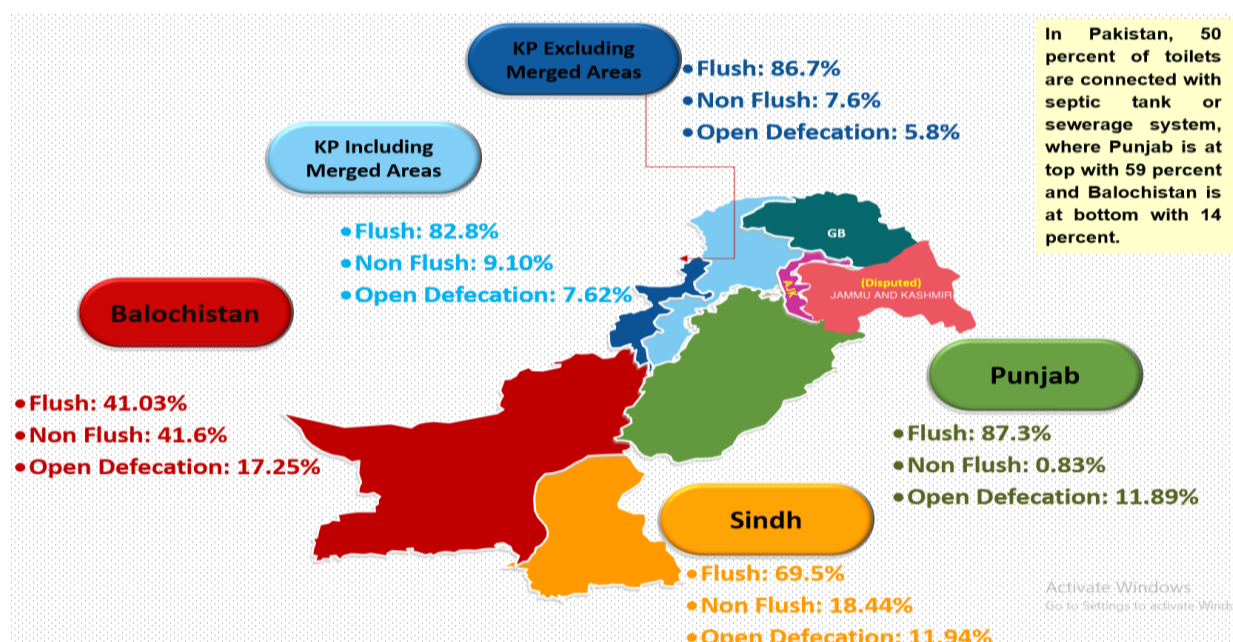 KP Excluding
Merged Areas
•Flush: 86.7%
•Non Flush: 7.6%
•Open Defecation: 5.8%
In Pakistan, 50
percent of toilets
are connected with
septic tank or
sewerage system,
where Punjab is at
top with 59 percent
and Balochistan is
at bottom with 14
percent.
KP Including
Merged Areas
•Flush: 82.8%
•Non Flush: 9.10%
•Open Defecation: 7.62%
GB
AJK
(Disputed)
JAMMU AND KASHMIR
Balochistan
•Flush: 41.03%
•Non Flush: 41.6%
•Open Defecation: 17.25%
Punjab
•Flush: 87.3%
•Non Flush: 0.83%
•Open Defecation: 11.89%
Sindh
•Flush: 69.5%
•Non Flush: 18.44%
•Open Defecation: 11.94%
Activate Windows
Go to Settings to activate Windo